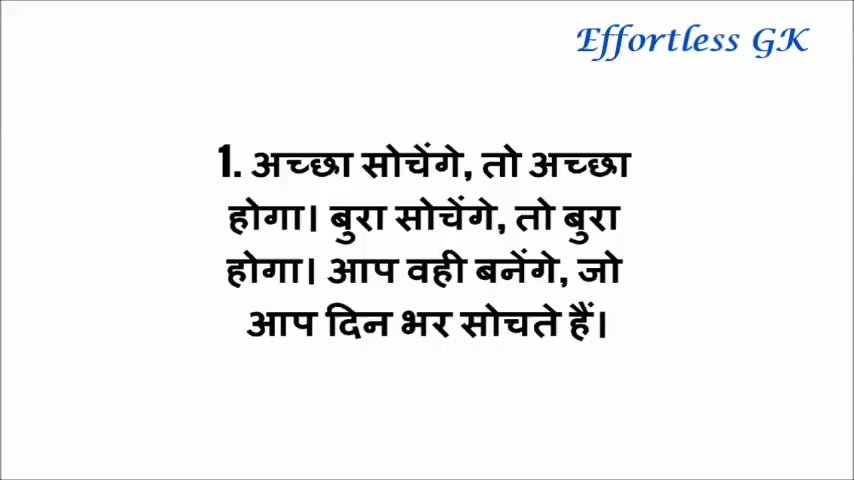 Effortless GK
1. अच्छा सोचेंगे, तो अच्छा
होगा। बुरा सोचेंगे, तो बुरा
होगा। आप वही बनेंगे, जो
आप दिन भर सोचते हैं।